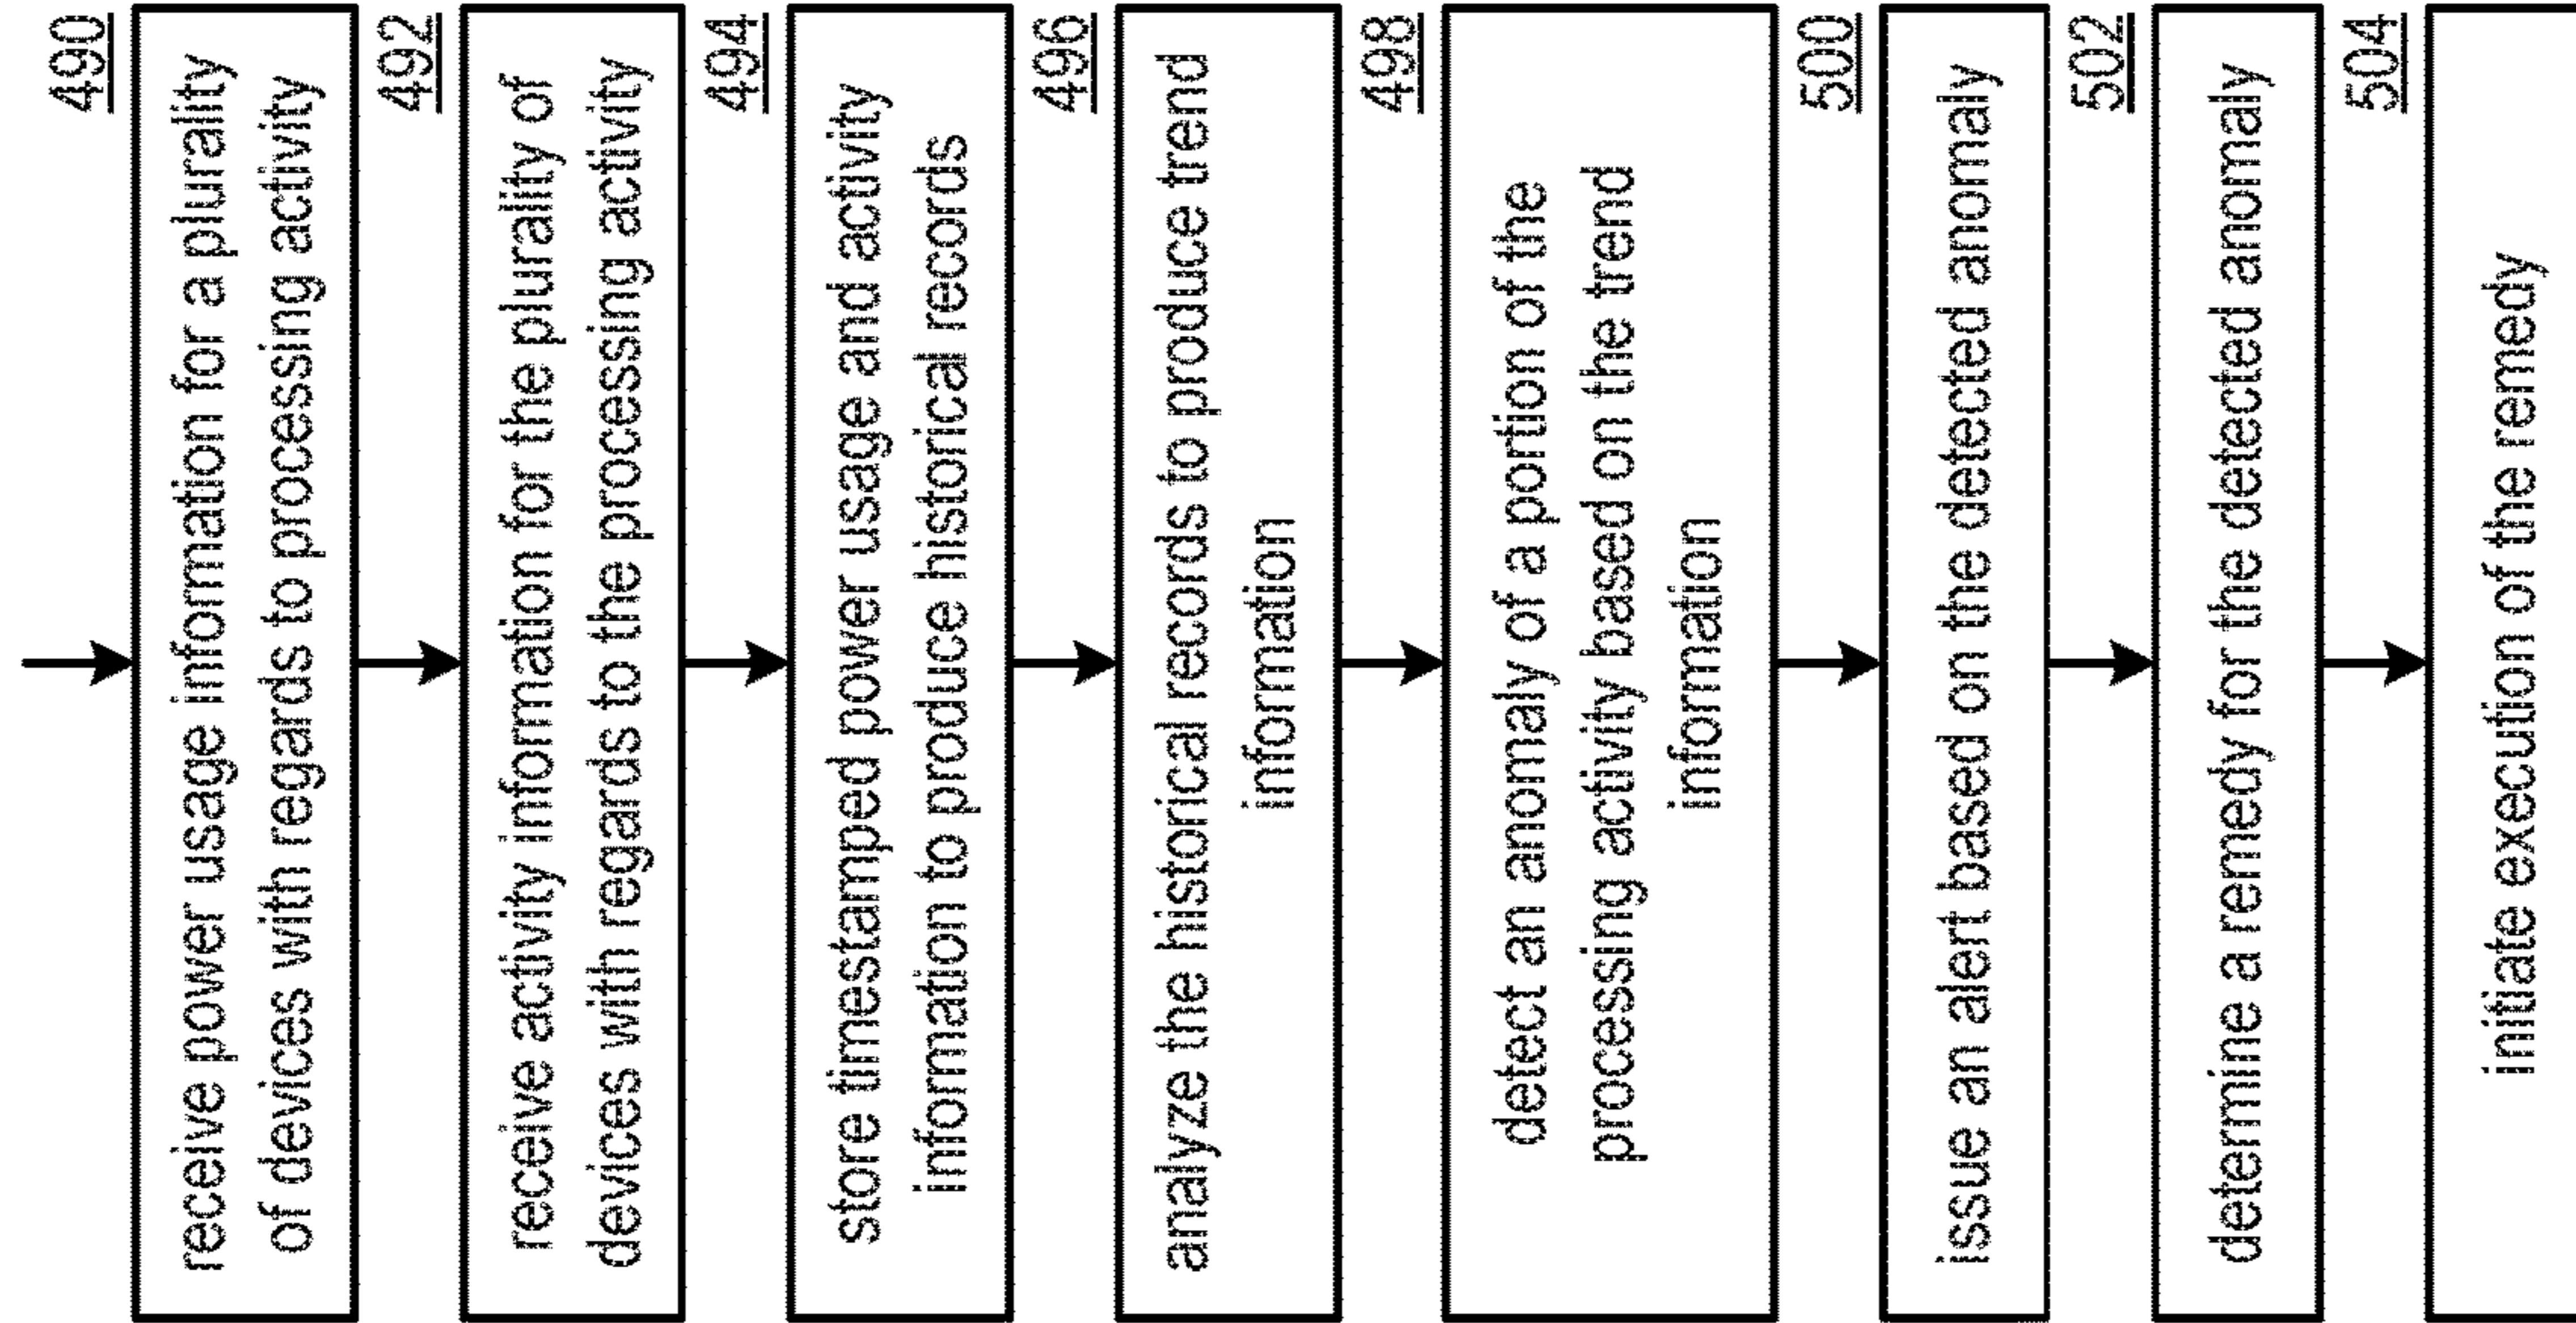 490
receive power usage information for a plurality
of devices with regards to processing activity
492
receive activity information for the plurality of
devices with regards to the processing activity
494
store timestamped power usage and activity
information to produce historical records
496
analyze the historical records to produce trend
information
498
detect an anomaly of a portion of the
processing activity based on the trend
information
500
issue an alert based on the detected anomaly
502
determine a remedy for the detected anomaly
504
initiate execution of the remedy